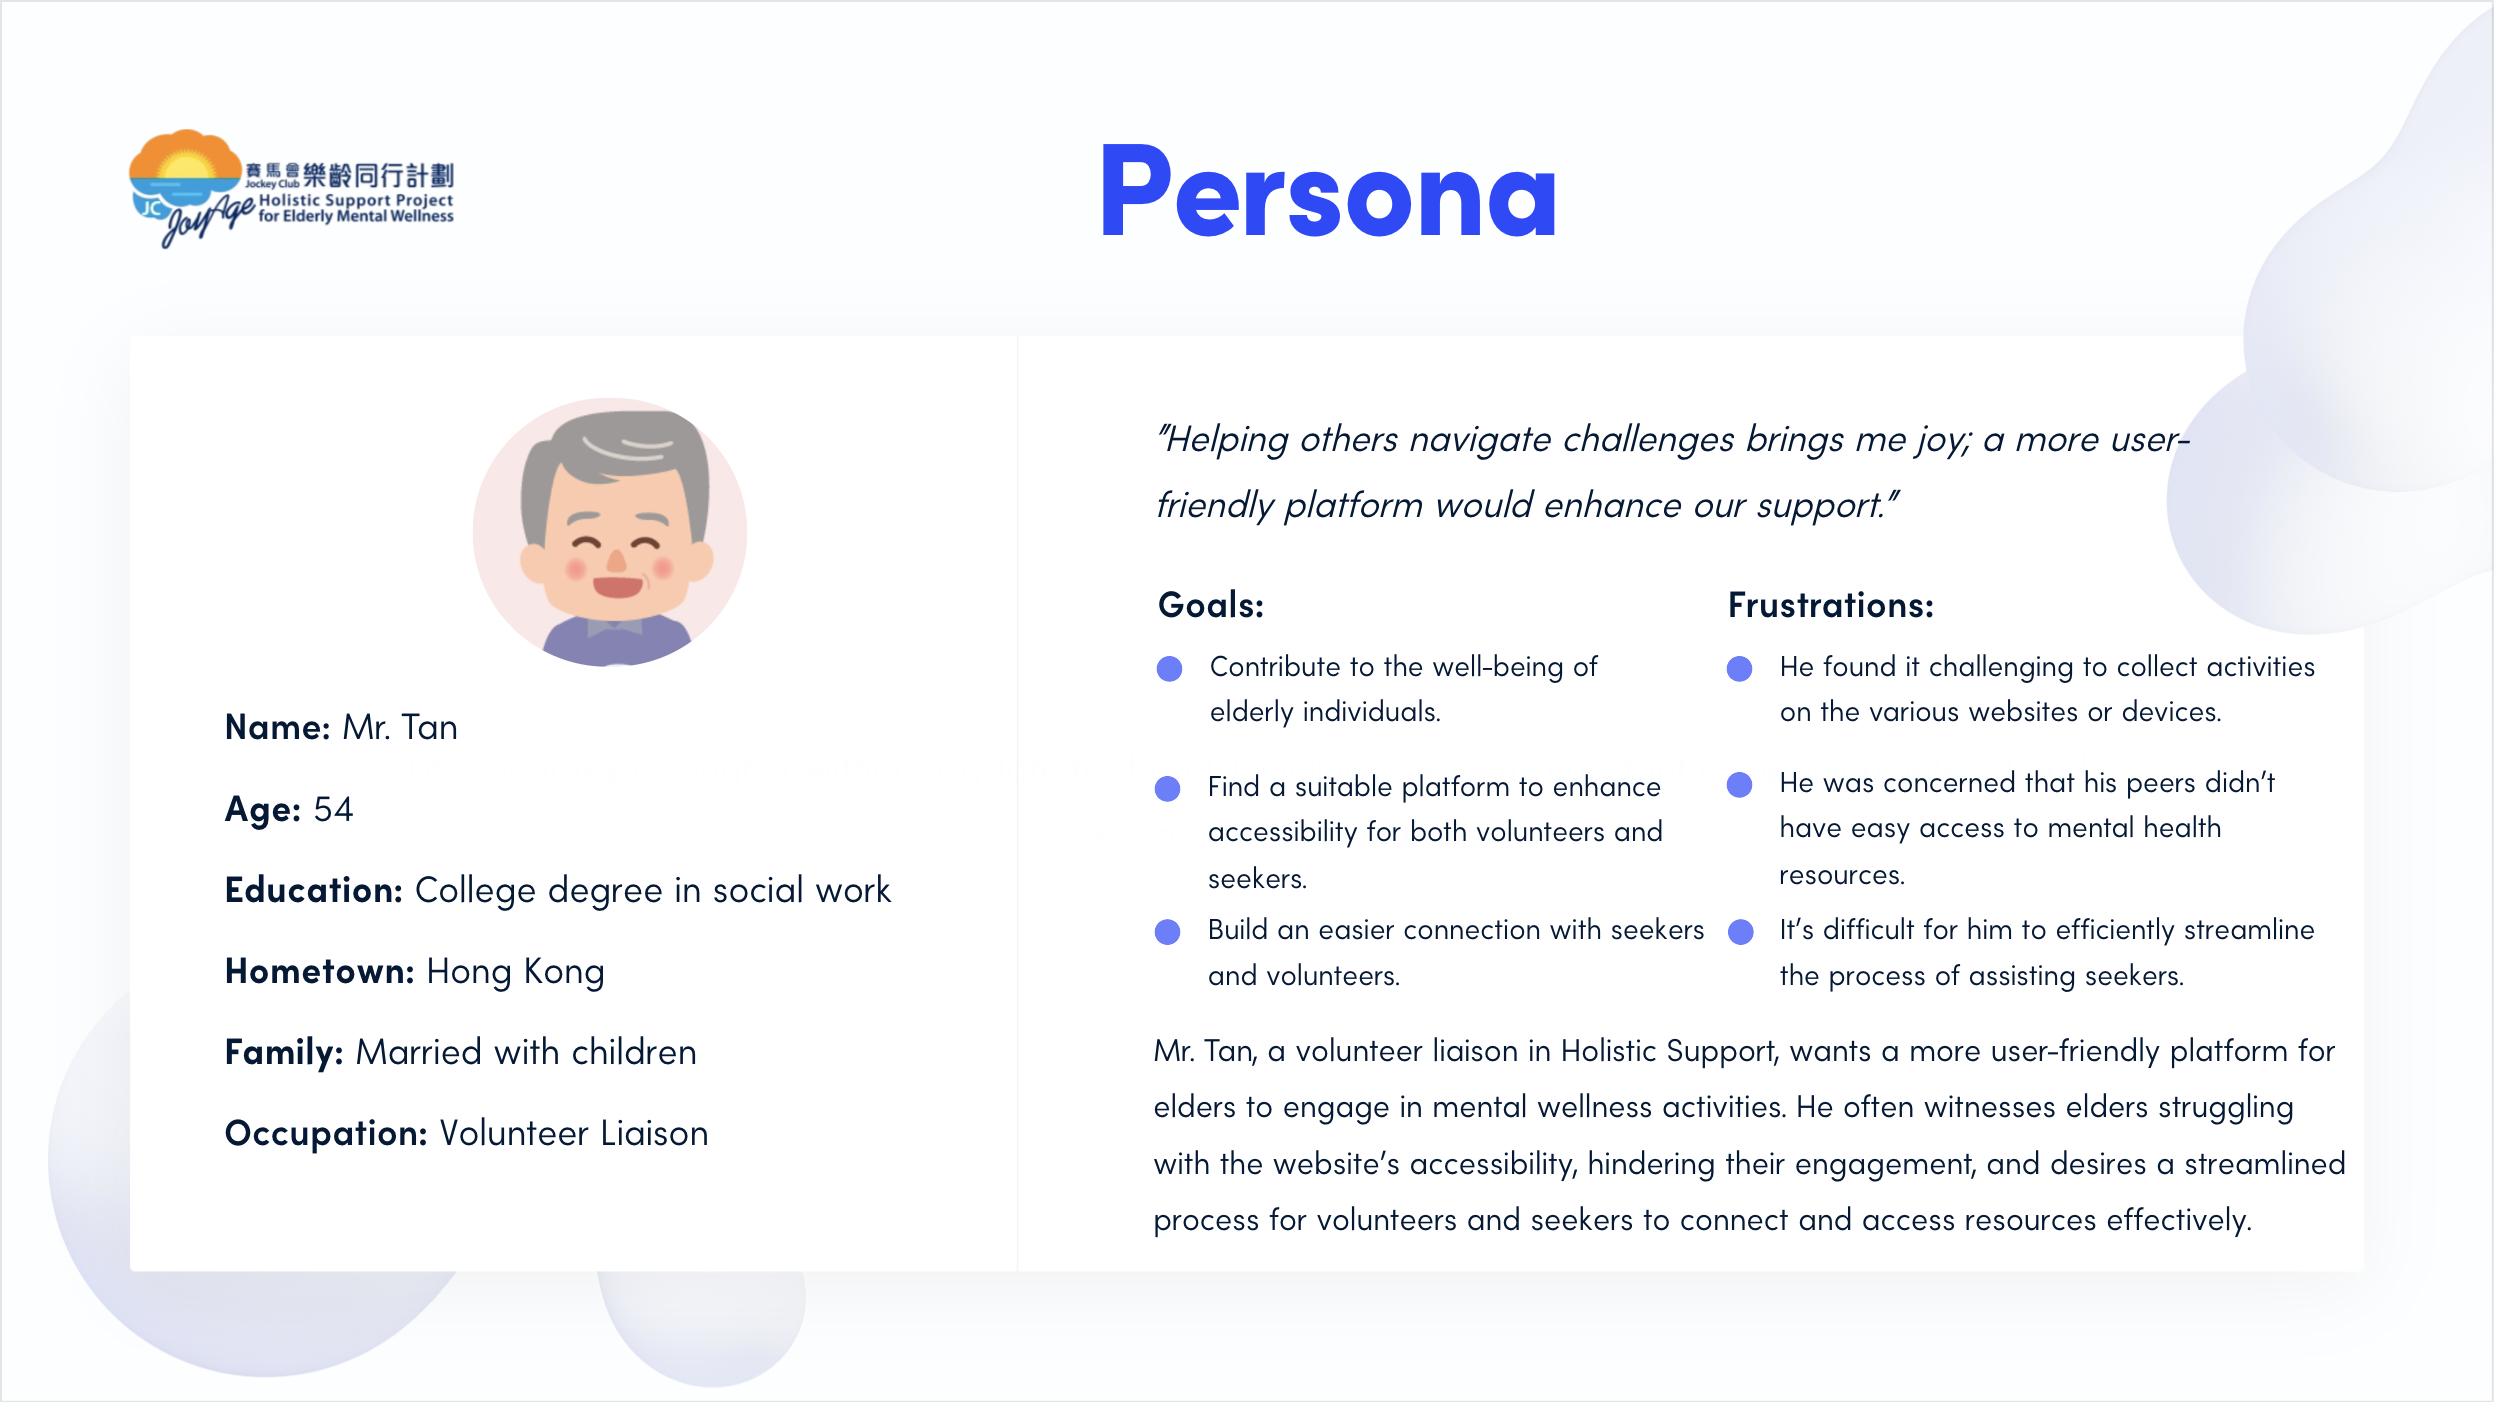 賽馬會樂齡同行計劃
Jockey Club
Holistic Support Project
for Elderly Mental Wellness
JC
JoyAge
Persona
Name: Mr. Tan
Age: 54
Education: College degree in social work
Hometown: Hong Kong
Family: Married with children
Occupation: Volunteer Liaison
"Helping others navigate challenges brings me joy; a more user-
friendly platform would enhance our support."
Goals:
Contribute to the well-being of
elderly individuals.
Find a suitable platform to enhance
accessibility for both volunteers and
seekers.
Build an easier connection with seekers
and volunteers.
Frustrations:
He found it challenging to collect activities
on the various websites or devices.
He was concerned that his peers didn't
have easy access to mental health
resources.
It's difficult for him to efficiently streamline
the process of assisting seekers.
Mr. Tan, a volunteer liaison in Holistic Support, wants a more user-friendly platform for
elders to engage in mental wellness activities. He often witnesses elders struggling
with the website's accessibility, hindering their engagement, and desires a streamlined
process for volunteers and seekers to connect and access resources effectively.